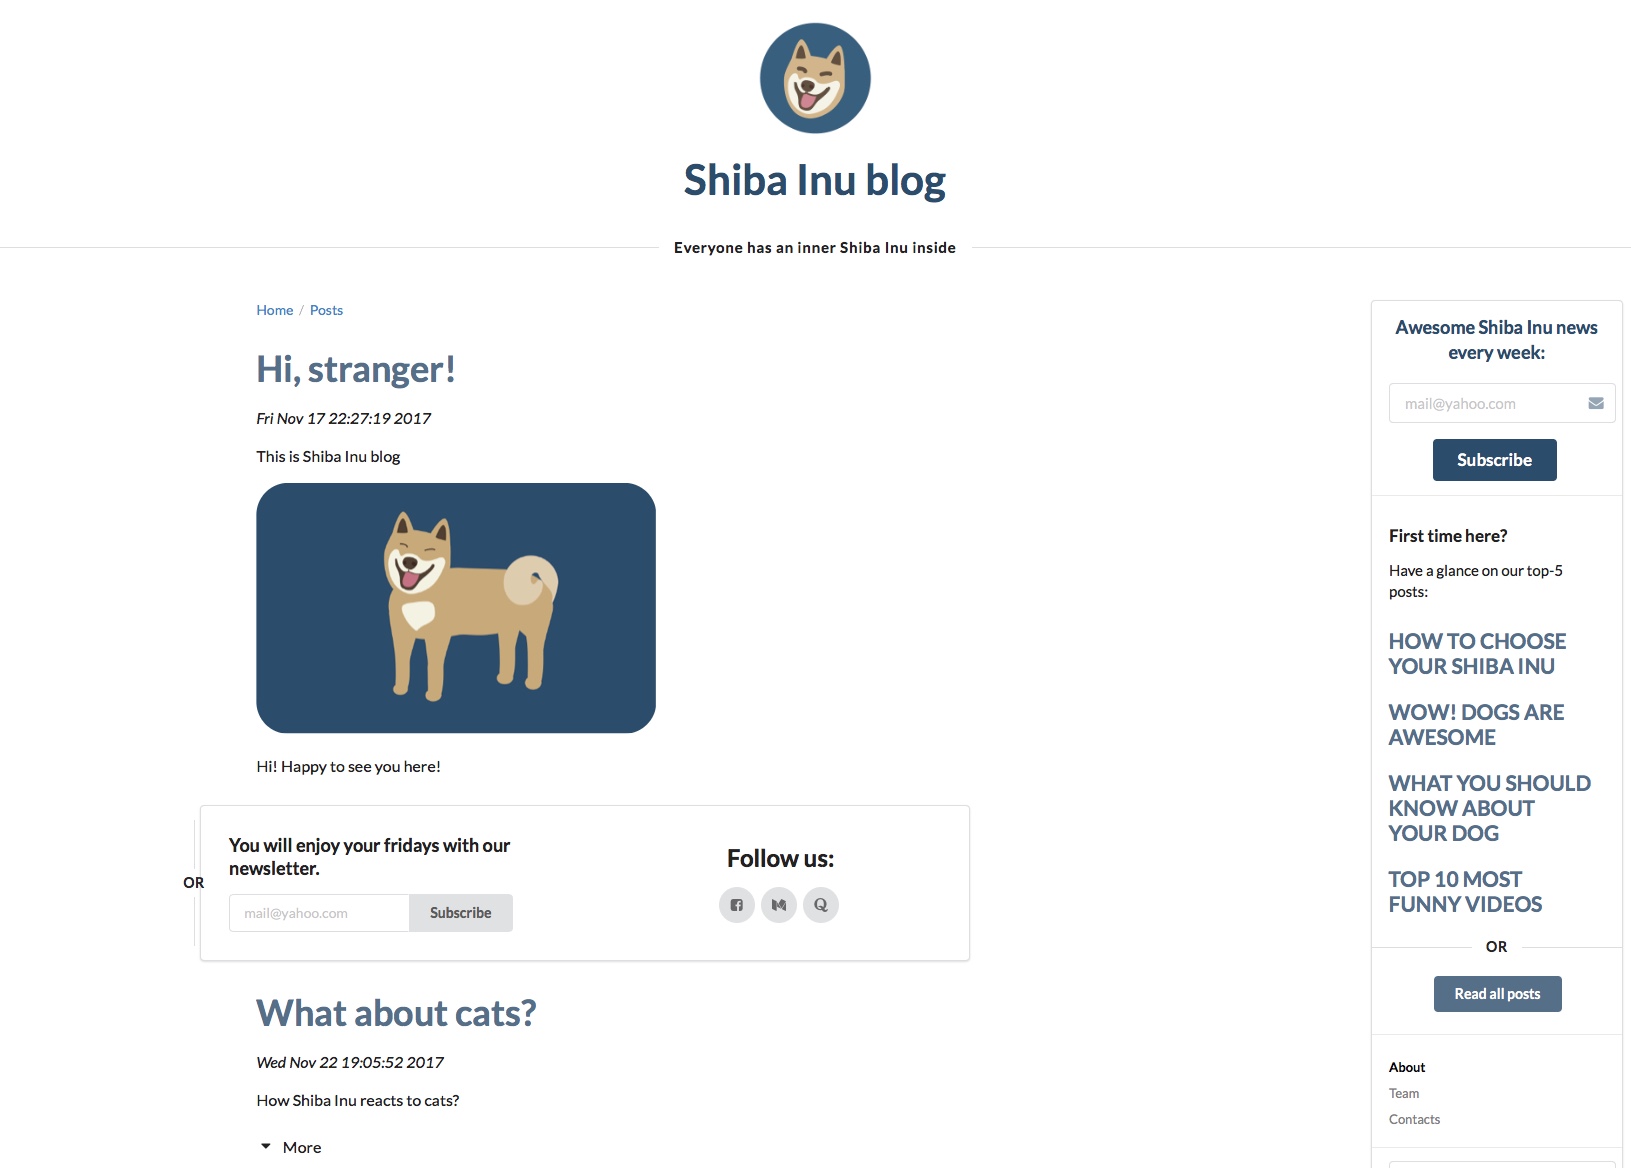 Shiba Inu blog
Everyone has an inner Shiba Inu inside
Home / Posts
Hi, stranger!
Fri Nov 17 22:27:19 2017
This is Shiba Inu blog
Hi! Happy to see you here!
OR
You will enjoy your fridays with our
newsletter.
mail@yahoo.com
Subscribe
Follow us:
What about cats?
Wed Nov 22 19:05:52 2017
How Shiba Inu reacts to cats?
More
Awesome Shiba Inu news
every week:
mail@yahoo.com
Subscribe
First time here?
Have a glance on our top-5
posts:
HOW TO CHOOSE
YOUR SHIBA INU
WOW! DOGS ARE
AWESOME
WHAT YOU SHOULD
KNOW ABOUT
YOUR DOG
TOP 10 MOST
FUNNY VIDEOS
OR
Read all posts
About
Team
Contacts